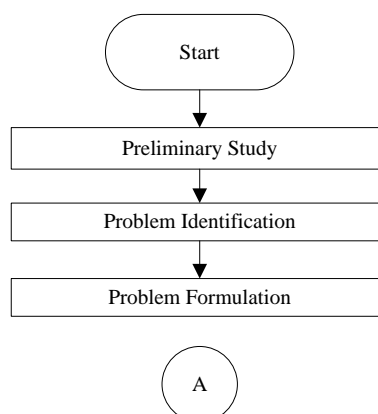 Start
Preliminary Study
Problem Identification
Problem Formulation
A